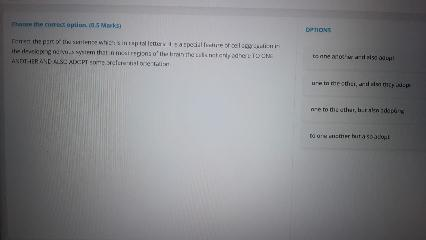 Choose the correct option. (0.5 Marks)
Correct the part of the sentence which is in capital letters. It is a special feature of cell aggregation in
the developing nervous system that in most regions of the brain the cells not only adhere TO ONE
ANOTHER AND ALSO ADOPT some preferential orientation.
OPTIONS
to one another and also adopt
one to the other, and also they adopt
one to the other, but also adopting
to one another but also adopt